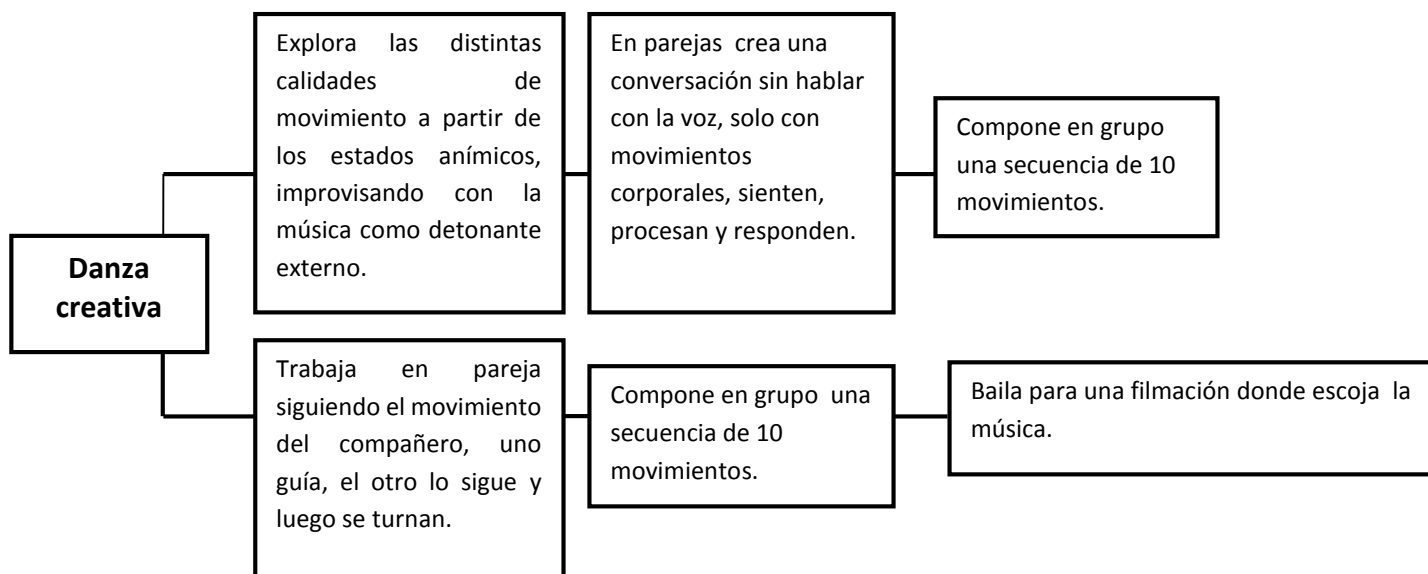 Danza
creativa
Explora las distintas
calidades de
movimiento a partir de
los estados anímicos,
improvisando con la
música como detonante
externo.
En parejas crea una
conversación sin hablar
con la voz, solo con
movimientos
corporales, sienten,
procesan y responden.
Compone en grupo
una secuencia de 10
movimientos.
Trabaja en pareja
siguiendo el movimiento
del compañero, uno
guía, el otro lo sigue y
luego se turnan.
Compone en grupo una
secuencia de 10
movimientos.
Baila para una filmación donde escoja la
música.